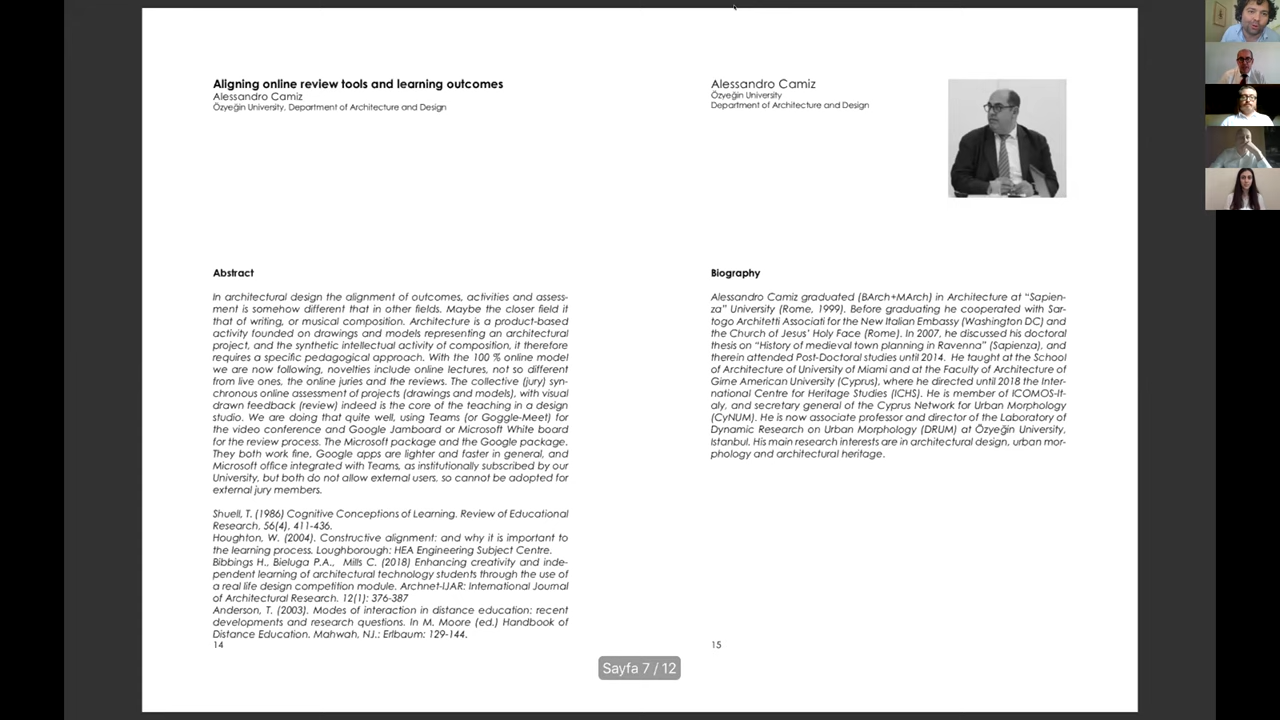 Aligning online review tools and learning outcomes
Alessandro Camiz
Özyeğin University, Department of Architecture and Design
Abstract
In architectural design the alignment of outcomes, activities and assess-
ment is somehow different that in other fields. Maybe the closer field it
that of writing, or musical composition. Architecture is a product-based
activity founded on drawings and models representing an architectural
project, and the synthetic intellectual activity of composition, it therefore
requires a specific pedagogical approach. With the 100 % online model
we are now following, novelties include online lectures, not so different
from live ones, the online juries and the reviews. The collective (jury) syn-
chronous online assessment of projects (drawings and models), with visual
drawn feedback (review) indeed is the core of the teaching in a design
studio. We are doing that quite well, using Teams (or Goggle-Meet) for
the video conference and Google Jamboard or Microsoft White board
for the review process. The Microsoft package and the Google package.
They both work fine, Google apps are lighter and faster in general, and
Microsoft office integrated with Teams, as institutionally subscribed by our
University, but both do not allow external users, so cannot be adopted for
external jury members.
Shuell, T. (1986) Cognitive Conceptions of Learning. Review of Educational
Research, 56(4), 411-436.
Houghton, W. (2004). Constructive alignment: and why it is important to
the learning process. Loughborough: HEA Engineering Subject Centre.
Bibbings H., Bieluga P.A., Mills C. (2018) Enhancing creativity and inde-
pendent learning of architectural technology students through the use of
a real life design competition module. Archnet-IJAR: International Journal
of Architectural Research. 12(1): 376-387
Anderson, T. (2003). Modes of interaction in distance education: recent
developments and research questions. In M. Moore (ed.) Handbook of
Distance Education. Mahwah, NJ.: Erlbaum: 129-144.
14
Alessandro Camiz
Özyeğin University
Department of Architecture and Design
Biography
Alessandro Camiz graduated (BArch+MArch) in Architecture at “Sapien-
za” University (Rome, 1999). Before graduating he cooperated with Sar-
togo Architetti Associati for the New Italian Embassy (Washington DC) and
the Church of Jesus’ Holy Face (Rome). In 2007, he discussed his doctoral
thesis on “History of medieval town planning in Ravenna” (Sapienza), and
therein attended Post-Doctoral studies until 2014. He taught at the School
of Architecture of University of Miami and at the Faculty of Architecture of
Girne American University (Cyprus), where he directed until 2018 the Inter-
national Centre for Heritage Studies (ICHS). He is member of ICOMOS-It-
aly, and secretary general of the Cyprus Network for Urban Morphology
(CyNUM). He is now associate professor and director of the Laboratory of
Dynamic Research on Urban Morphology (DRUM) at Özyeğin University,
Istanbul. His main research interests are in architectural design, urban mor-
phology and architectural heritage.
15
Sayfa 7 / 12